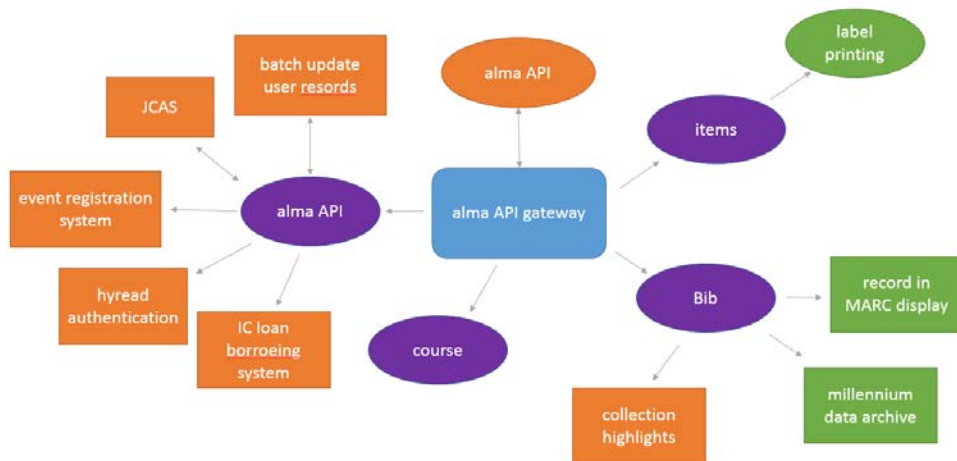 label
printing
batch update
user resords
alma API
JCAS
items
event registration
system
alma API
alma API gateway
hyread
authentication
Bib
record in
MARC display
IC loan
borroeing
system
course
collection
highlights
millennium
data archive